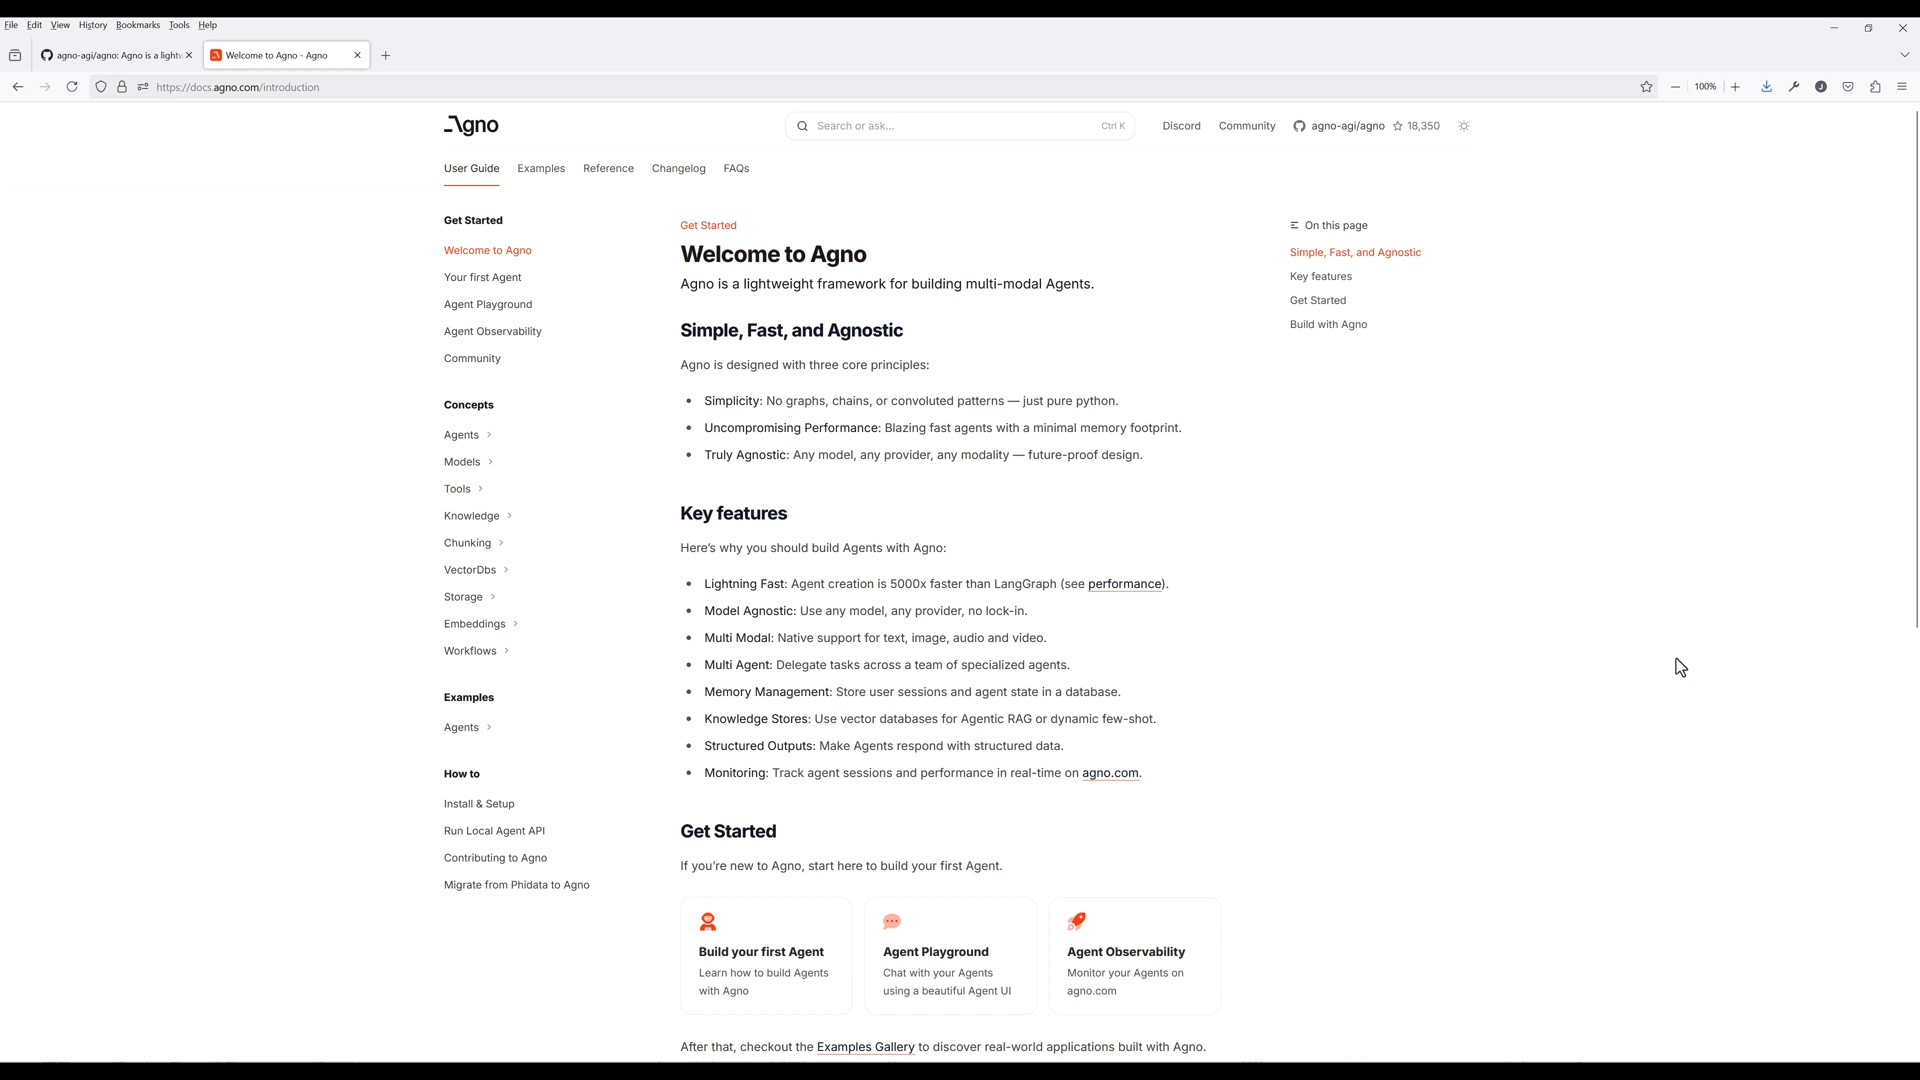 File Edit View History Bookmarks Tools Help
agno-agi/agno: Agno is a lightw
Welcome to Agno - Agno
https://docs.agno.com/introduction
100%
Agno
Search or ask...
Ctrl K
Discord
Community
agno-agi/agno
18,350
User Guide
Examples
Reference
Changelog
FAQs
Get Started
Welcome to Agno
Your first Agent
Agent Playground
Agent Observability
Community
Concepts
Agents
Models
Tools
Knowledge
Chunking
VectorDbs
Storage
Embeddings
Workflows
Examples
Agents
How to
Install & Setup
Run Local Agent API
Contributing to Agno
Migrate from Phidata to Agno
Get Started
Welcome to Agno
Agno is a lightweight framework for building multi-modal Agents.
Simple, Fast, and Agnostic
Agno is designed with three core principles:
• Simplicity: No graphs, chains, or convoluted patterns — just pure python.
• Uncompromising Performance: Blazing fast agents with a minimal memory footprint.
• Truly Agnostic: Any model, any provider, any modality — future-proof design.
Key features
Here's why you should build Agents with Agno:
• Lightning Fast: Agent creation is 5000x faster than LangGraph (see performance).
• Model Agnostic: Use any model, any provider, no lock-in.
• Multi Modal: Native support for text, image, audio and video.
• Multi Agent: Delegate tasks across a team of specialized agents.
• Memory Management: Store user sessions and agent state in a database.
• Knowledge Stores: Use vector databases for Agentic RAG or dynamic few-shot.
• Structured Outputs: Make Agents respond with structured data.
• Monitoring: Track agent sessions and performance in real-time on agno.com.
Get Started
If you're new to Agno, start here to build your first Agent.
Build your first Agent
Learn how to build Agents
with Agno
Agent Playground
Chat with your Agents
using a beautiful Agent UI
Agent Observability
Monitor your Agents on
agno.com
After that, checkout the Examples Gallery to discover real-world applications built with Agno.
On this page
Simple, Fast, and Agnostic
Key features
Get Started
Build with Agno